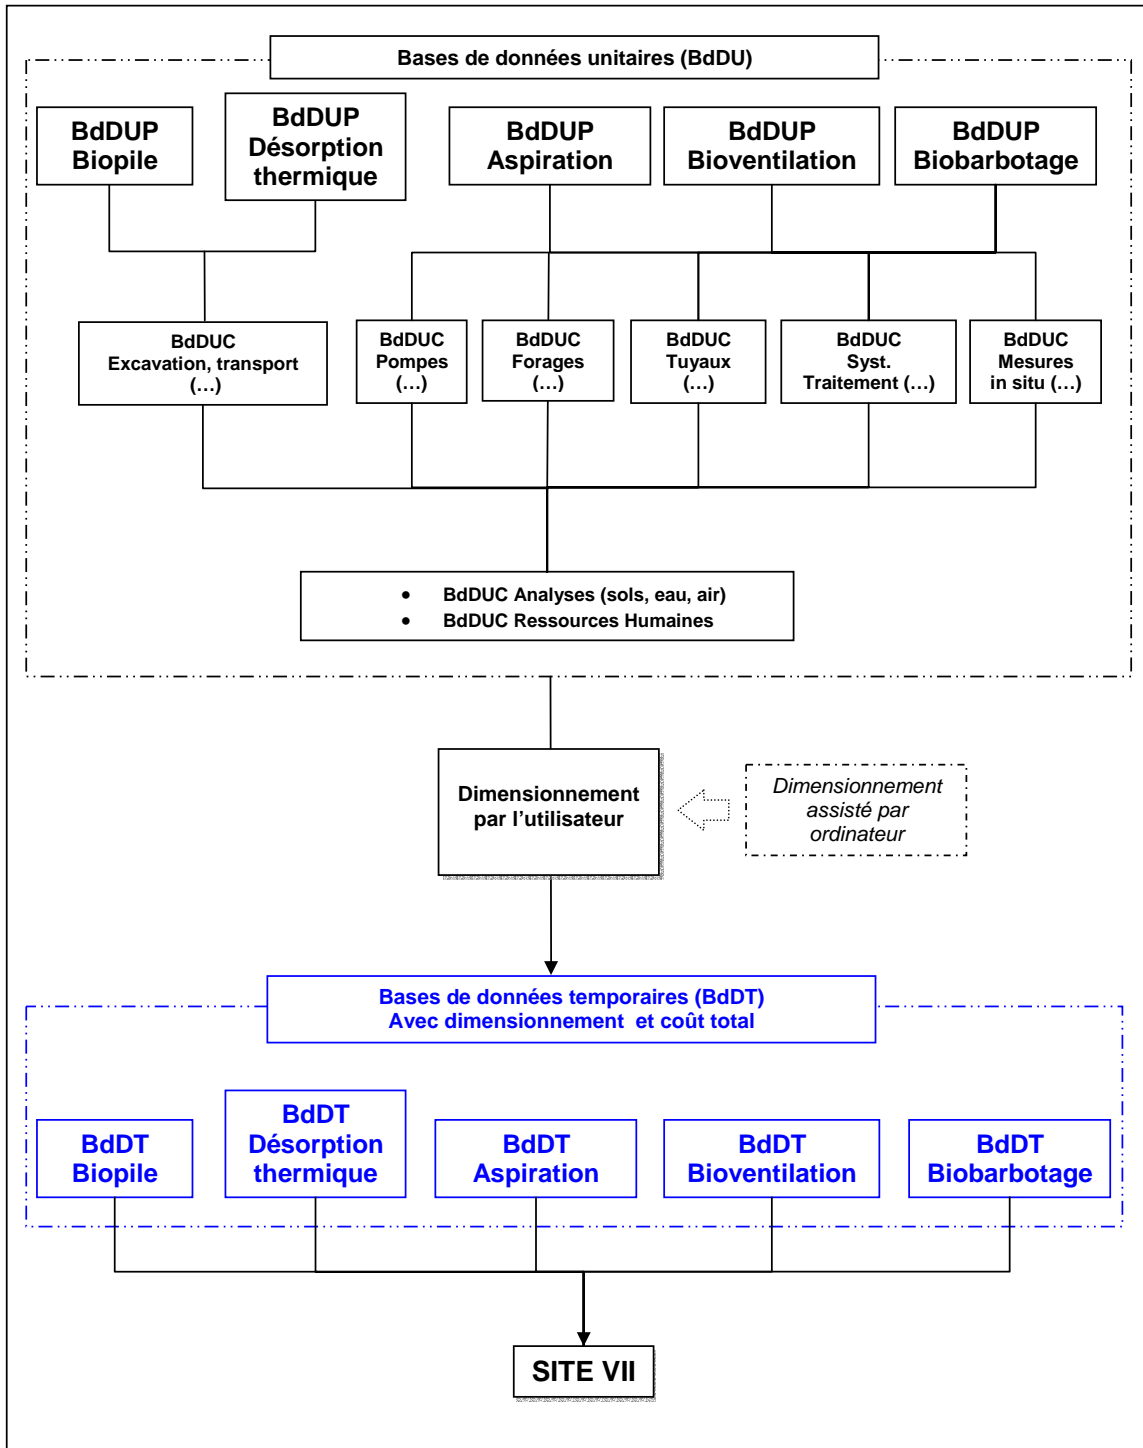 Bases de données unitaires (BdDU)
BdDUP
Biopile
BdDUP
Désorption
thermique
BdDUP
Aspiration
BdDUP
Bioventilation
BdDUP
Biobarbotage
BdDUC
Excavation, transport
(…)
BdDUC
Pompes
(…)
BdDUC
Forages
(…)
BdDUC
Tuyaux
(…)
BdDUC
Syst.
Traitement (…)
BdDUC
Mesures
in situ (…)
• BdDUC Analyses (sols, eau, air)
• BdDUC Ressources Humaines
Dimensionnement
par l’utilisateur
Dimensionnement
assisté par
ordinateur
Bases de données temporaires (BdDT)
Avec dimensionnement et coût total
BdDT
Biopile
BdDT
Désorption
thermique
BdDT
Aspiration
BdDT
Bioventilation
BdDT
Biobarbotage
SITE VII